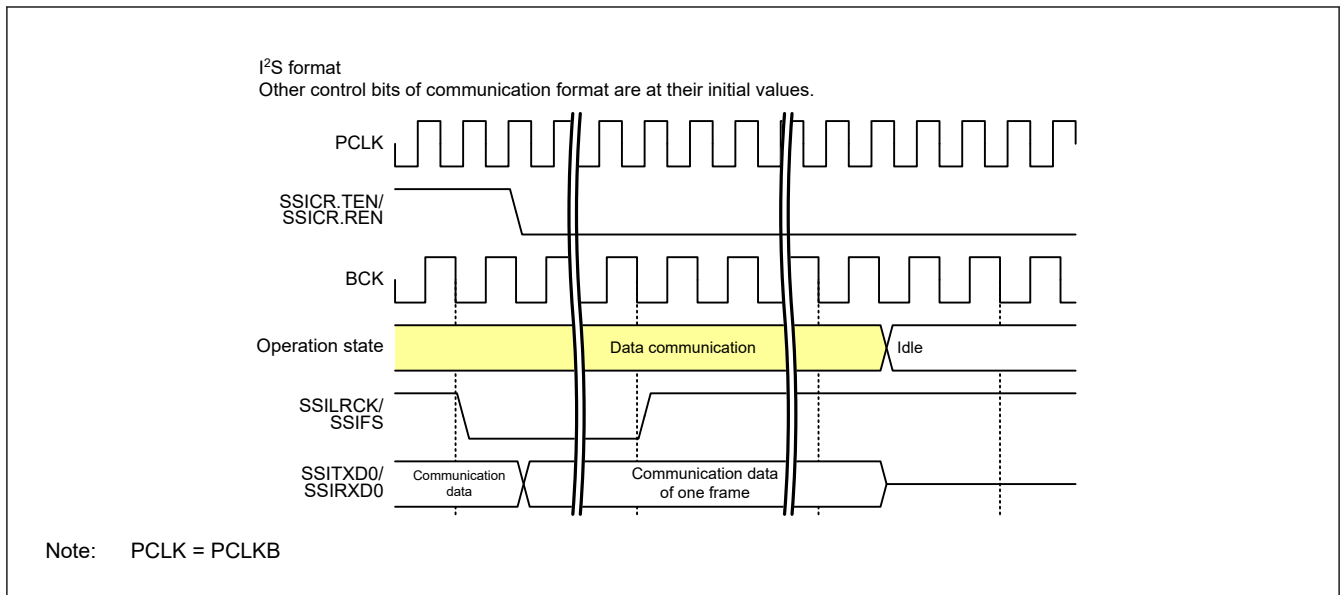 I²S format
Other control bits of communication format are at their initial values.
PCLK
SSICR.TEN/
SSICR.REN
BCK
Operation state
Data communication
Idle
SSILRCK/
SSIFS
SSITXD0/
SSIRXD0
Communication
data
Communication data
of one frame
Note: PCLK = PCLKB